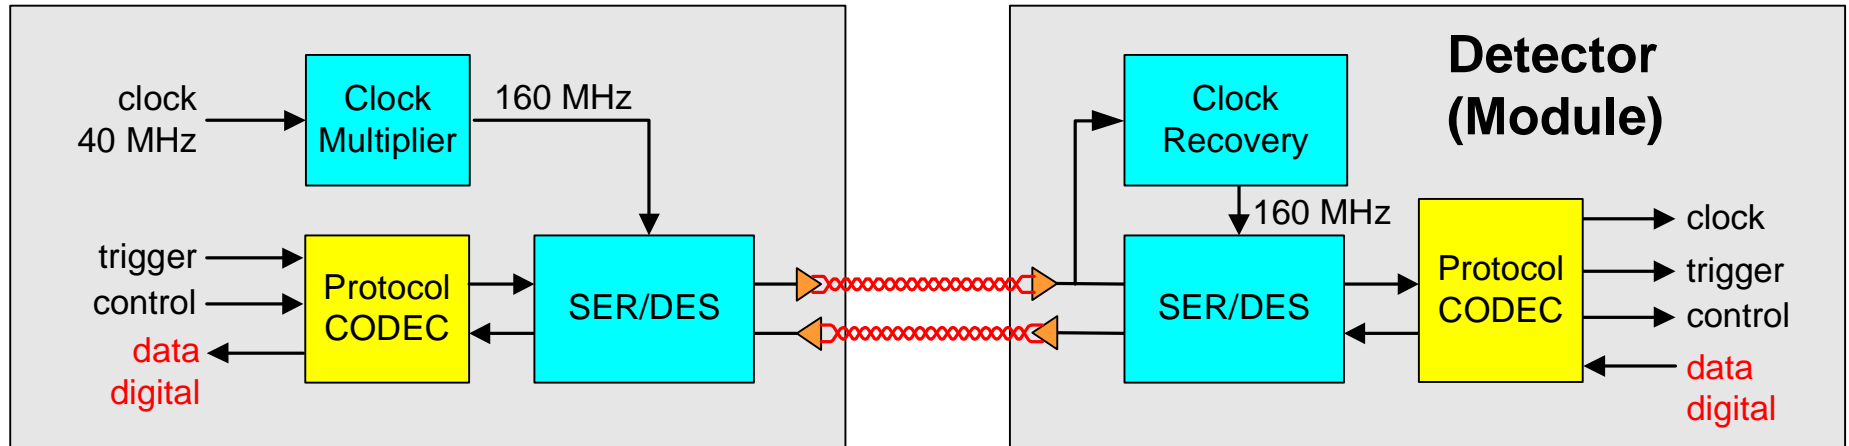 clock
40 MHz
Clock
Multiplier
160 MHz
trigger
control
data
digital
Protocol
CODEC
SER/DES
Detector
(Module)
Clock
Recovery
160 MHz
SER/DES
Protocol
CODEC
clock
trigger
control
data
digital